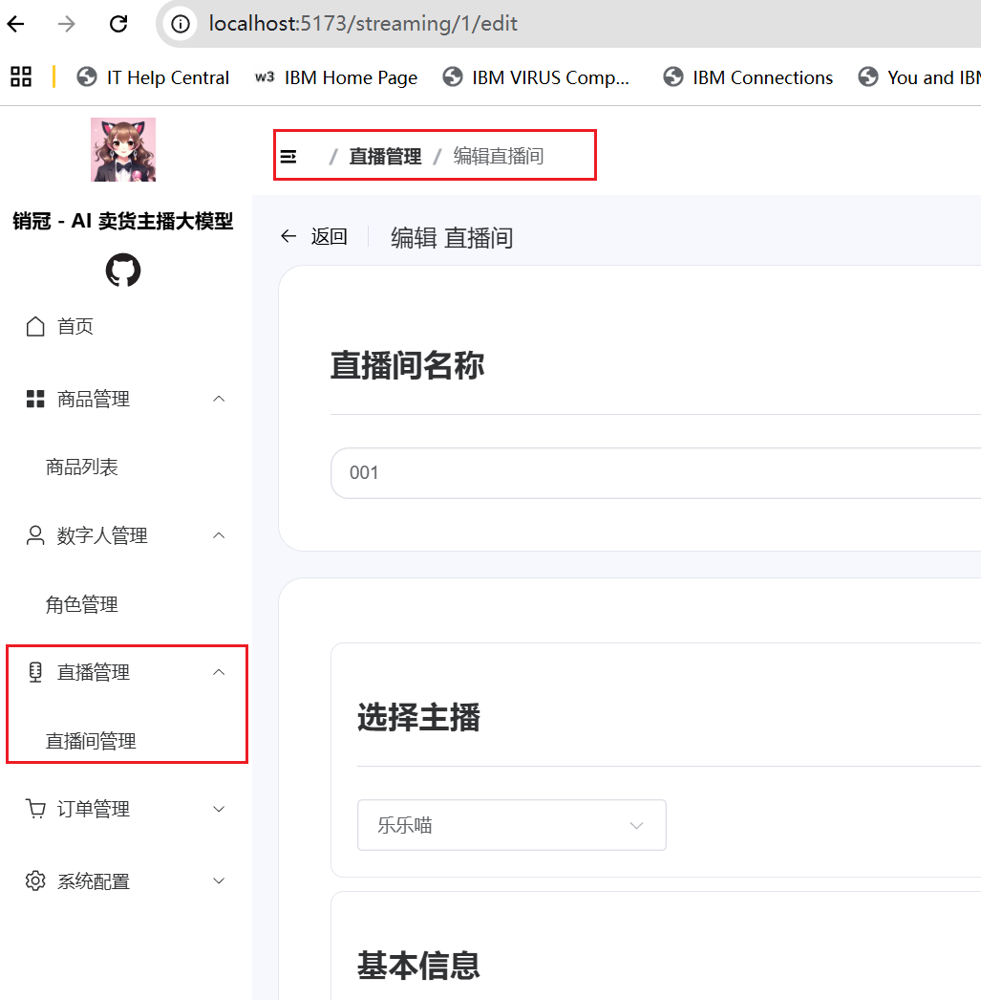 localhost:5173/streaming/1/edit
IT Help Central
w3 IBM Home Page
IBM VIRUS Comp...
IBM Connections
You and IBM
/ 直播管理 / 编辑直播间
销冠 - AI 卖货主播大模型
首页
商品管理
商品列表
数字人管理
角色管理
直播管理
直播间管理
订单管理
系统配置
返回
编辑 直播间
直播间名称
001
选择主播
乐乐喵
基本信息